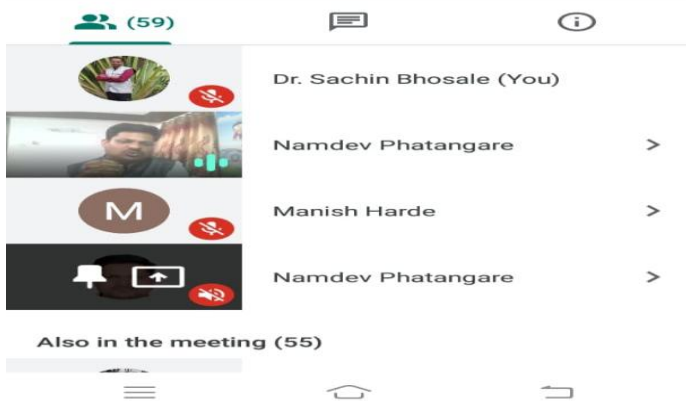 (59)
Dr. Sachin Bhosale (You)
Namdev Phatangare
M
Manish Harde
Namdev Phatangare
Also in the meeting (55)